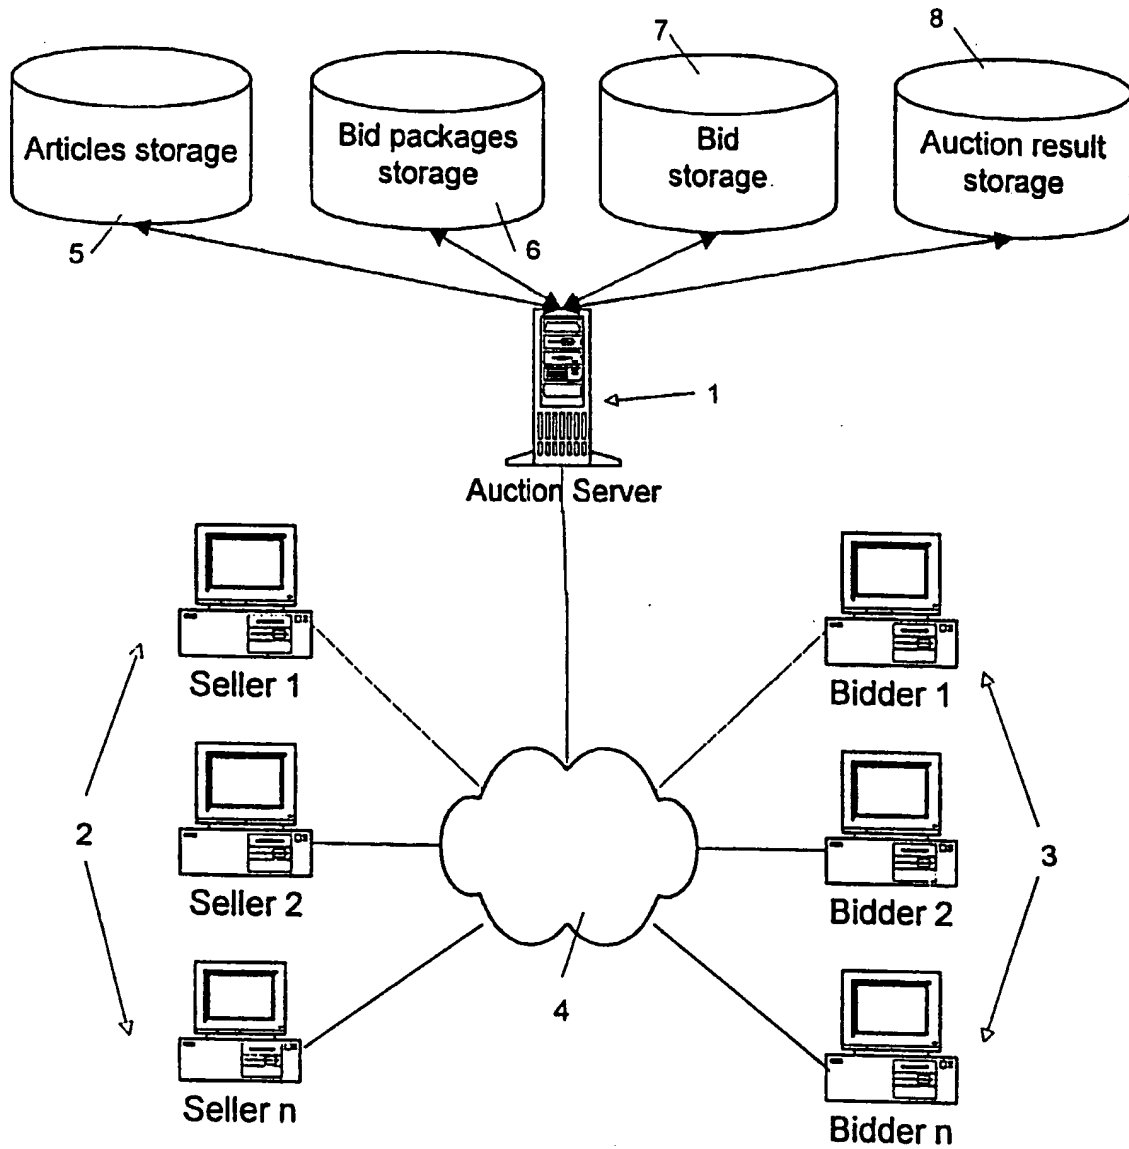 7
8
Articles storage
Bid packages
storage
Bid
storage
Auction result
storage
5
6
1
Auction Server
Seller 1
Bidder 1
2
3
Seller 2
Bidder 2
4
Seller n
Bidder n